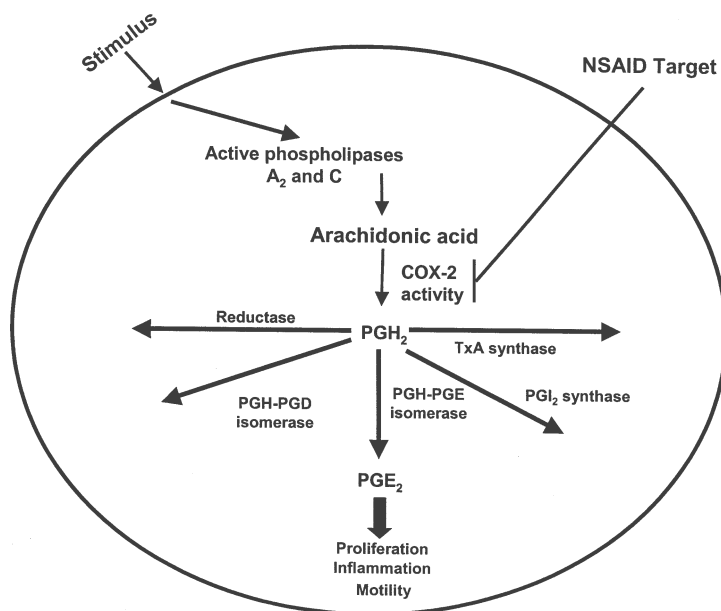 Stimulus
NSAID Target
Active phospholipases
A₂ and C
Arachidonic acid
COX-2
activity
Reductase
PGH₂
TxA synthase
PGH-PGD
isomerase
PGH-PGE
isomerase
PGI₂ synthase
PGE₂
Proliferation
Inflammation
Motility